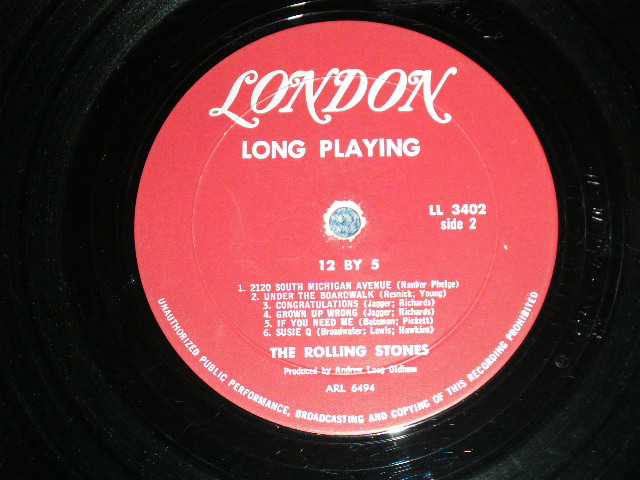 LONDON
LONG PLAYING
LL 3402
side 2
12 BY 5
1. 2120 SOUTH MICHIGAN AVENUE (Nanker Phelge)
2. UNDER THE BOARDWALK (Resnick; Young)
3. CONGRATULATIONS (Jagger; Richards)
4. GROWN UP WRONG (Jagger; Richards)
5. IF YOU NEED ME (Bateman; Pickett)
6. SUSIE Q (Broadwater; Lewis; Hawkins)
THE ROLLING STONES
Produced by Andrew Loog Oldham
ARL 6494
UNAUTHORIZED PUBLIC PERFORMANCE, BROADCASTING AND COPYING OF THIS RECORDING PROHIBITED